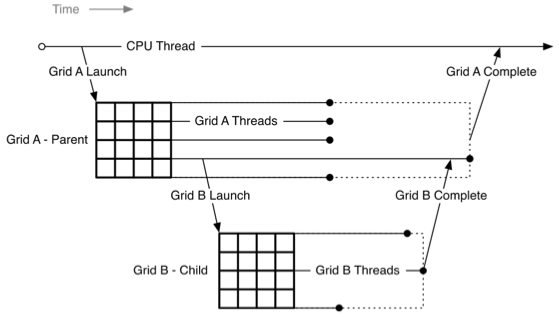 Time
CPU Thread
Grid A Launch
Grid A Complete
Grid A Threads
Grid A - Parent
Grid B Launch
Grid B Complete
Grid B - Child
Grid B Threads